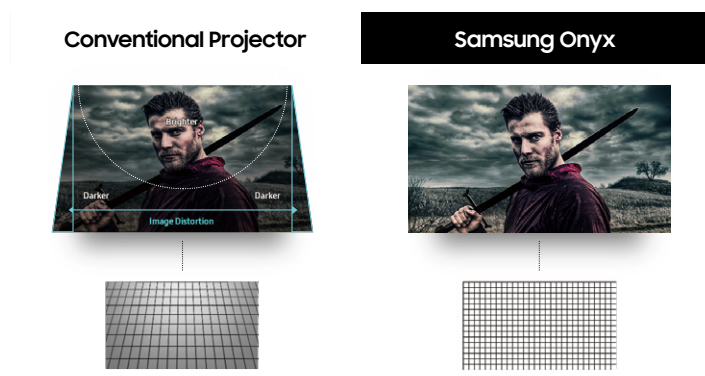 Conventional Projector
Samsung Onyx
Brighter
Darker
Darker
Image Distortion